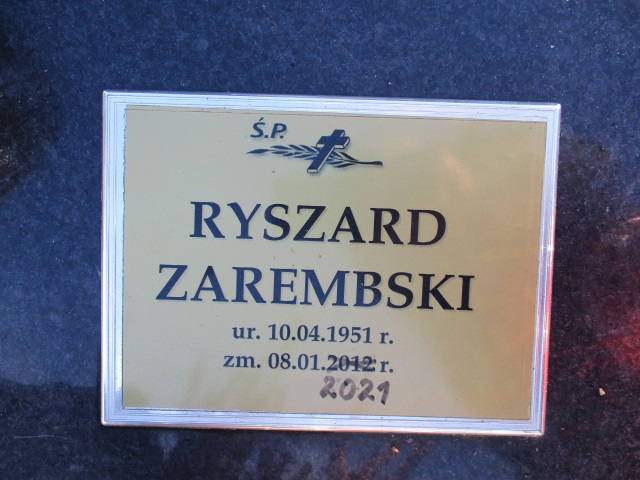 Ś.P.
RYSZARD
ZAREMBSKI
ur. 10.04.1951 r.
zm. 08.01.2012 r.
2021